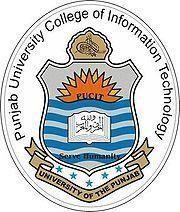 Punjab University College of Information Technology
PUCIT
Serve Humanity
UNIVERSITY OF THE PUNJAB